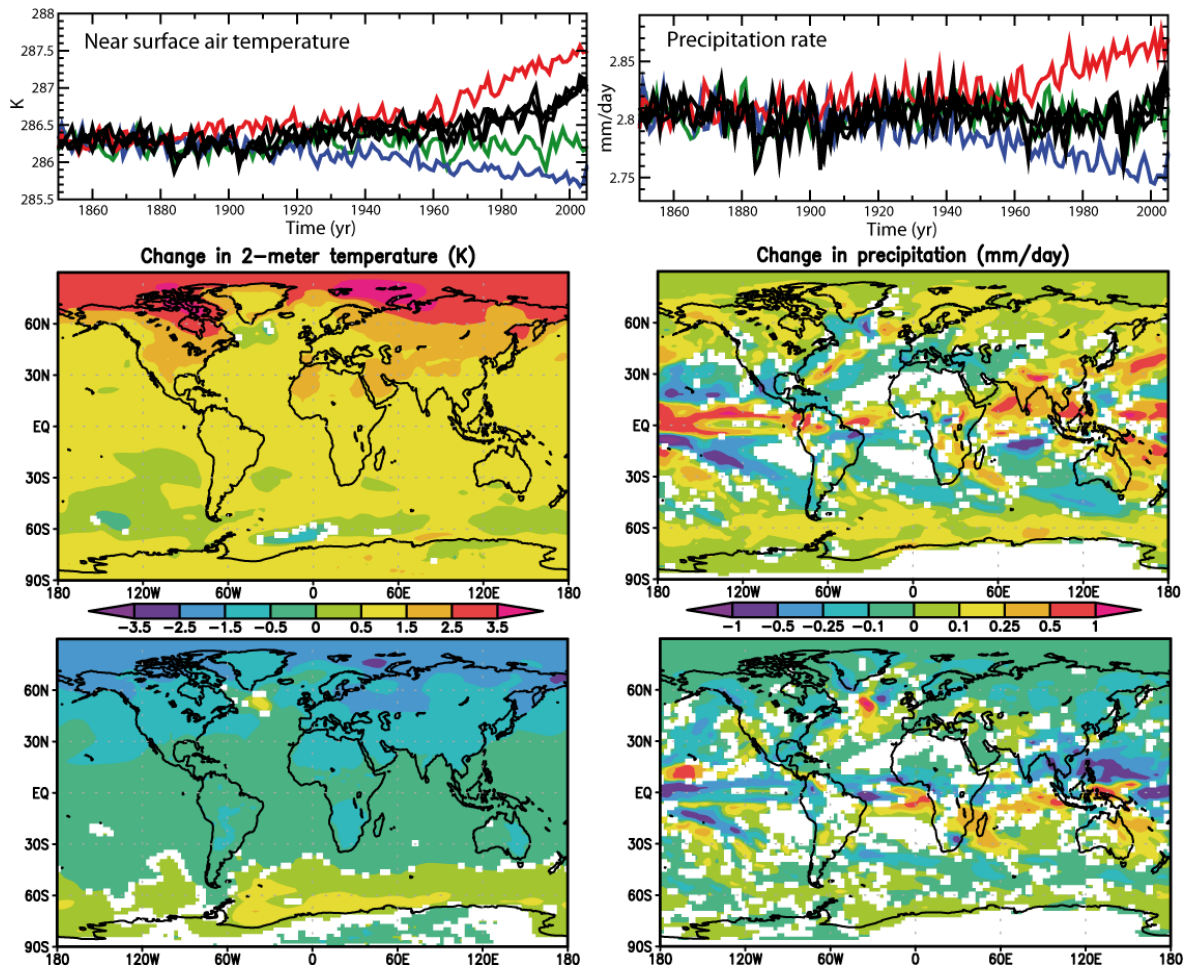 288
287.5
287
286.5
286
285.5
K
Near surface air temperature
1860 1880 1900 1920 1940 1960 1980 2000
Time (yr)
2.85
2.8
2.75
mm/day
Precipitation rate
1860 1880 1900 1920 1940 1960 1980 2000
Time (yr)
Change in 2-meter temperature (K)
60N
30N
EQ
30S
60S
90S
180 120W 60W 0 60E 120E 180
-3.5 -2.5 -1.5 -0.5 0 0.5 1.5 2.5 3.5
Change in precipitation (mm/day)
60N
30N
EQ
30S
60S
90S
180 120W 60W 0 60E 120E 180
-1 -0.5 -0.25 -0.1 0 0.1 0.25 0.5 1
60N
30N
EQ
30S
60S
90S
180 120W 60W 0 60E 120E 180
60N
30N
EQ
30S
60S
90S
180 120W 60W 0 60E 120E 180